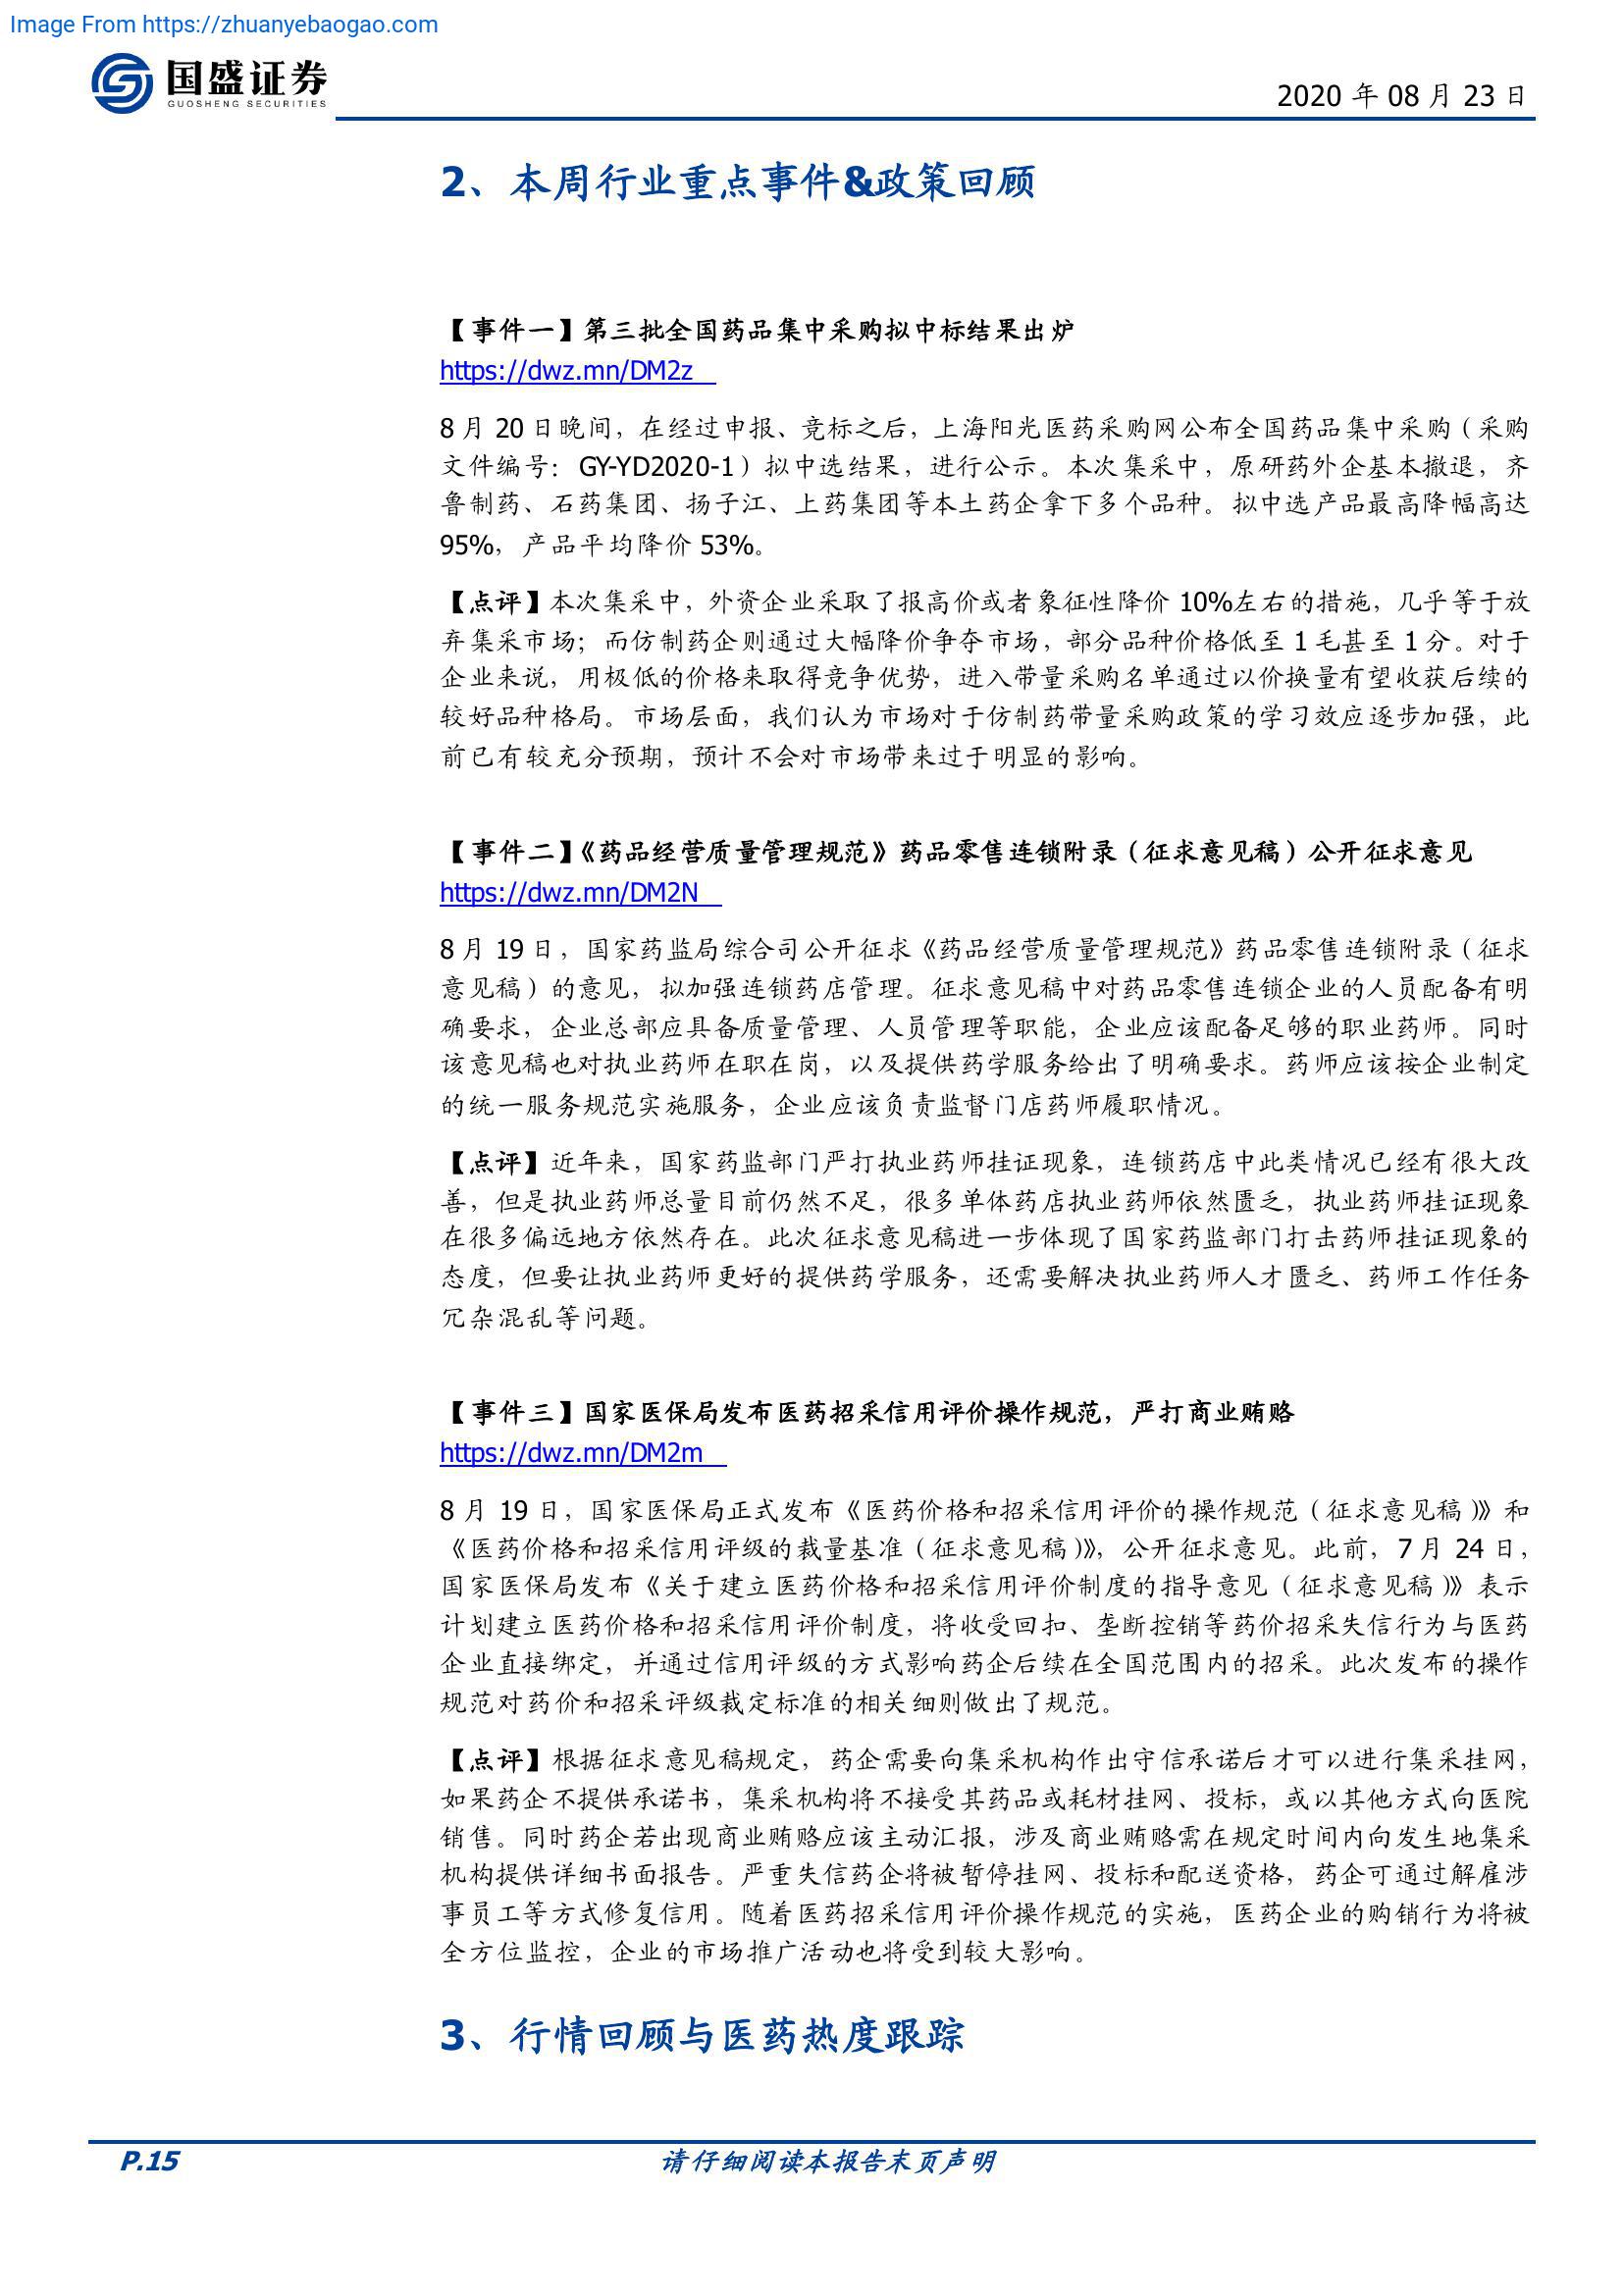 Image From https://zhuanyebaogao.com
国盛证券
GUOSHENG SECURITIES
2020 年 08 月 23 日
2、本周行业重点事件&政策回顾
【事件一】第三批全国药品集中采购拟中标结果出炉
https://dwz.mn/DM2z
8 月 20 日晚间，在经过申报、竞标之后，上海阳光医药采购网公布全国药品集中采购（采购
文件编号：GY-YD2020-1）拟中选结果，进行公示。本次集采中，原研药外企基本撤退，齐
鲁制药、石药集团、扬子江、上药集团等本土药企拿下多个品种。拟中选产品最高降幅高达
95%，产品平均降价 53%。
【点评】本次集采中，外资企业采取了报高价或者象征性降价 10%左右的措施，几乎等于放
弃集采市场；而仿制药企则通过大幅降价争夺市场，部分品种价格低至 1 毛甚至 1 分。对于
企业来说，用极低的价格来取得竞争优势，进入带量采购名单通过以价换量有望收获后续的
较好品种格局。市场层面，我们认为市场对于仿制药带量采购政策的学习效应逐步加强，此
前已有较充分预期，预计不会对市场带来过于明显的影响。
【事件二】《药品经营质量管理规范》药品零售连锁附录（征求意见稿）公开征求意见
https://dwz.mn/DM2N
8 月 19 日，国家药监局综合司公开征求《药品经营质量管理规范》药品零售连锁附录（征求
意见稿）的意见，拟加强连锁药店管理。征求意见稿中对药品零售连锁企业的人员配备有明
确要求，企业总部应具备质量管理、人员管理等职能，企业应该配备足够的职业药师。同时
该意见稿也对执业药师在职在岗，以及提供药学服务给出了明确要求。药师应该按企业制定
的统一服务规范实施服务，企业应该负责监督门店药师履职情况。
【点评】近年来，国家药监部门严打执业药师挂证现象，连锁药店中此类情况已经有很大改
善，但是执业药师总量目前仍然不足，很多单体药店执业药师依然匮乏，执业药师挂证现象
在很多偏远地方依然存在。此次征求意见稿进一步体现了国家药监部门打击药师挂证现象的
态度，但要让执业药师更好的提供药学服务，还需要解决执业药师人才匮乏、药师工作任务
冗杂混乱等问题。
【事件三】国家医保局发布医药招采信用评价操作规范，严打商业贿赂
https://dwz.mn/DM2m
8 月 19 日，国家医保局正式发布《医药价格和招采信用评价的操作规范（征求意见稿）》和
《医药价格和招采信用评级的裁量基准（征求意见稿）》，公开征求意见。此前，7 月 24 日，
国家医保局发布《关于建立医药价格和招采信用评价制度的指导意见（征求意见稿）》表示
计划建立医药价格和招采信用评价制度，将收受回扣、垄断控销等药价招采失信行为与医药
企业直接绑定，并通过信用评级的方式影响药企后续在全国范围内的招采。此次发布的操作
规范对药价和招采评级裁定标准的相关细则做出了规范。
【点评】根据征求意见稿规定，药企需要向集采机构作出守信承诺后才可以进行集采挂网，
如果药企不提供承诺书，集采机构将不接受其药品或耗材挂网、投标，或以其他方式向医院
销售。同时药企若出现商业贿赂应该主动汇报，涉及商业贿赂需在规定时间内向发生地集采
机构提供详细书面报告。严重失信药企将被暂停挂网、投标和配送资格，药企可通过解雇涉
事员工等方式修复信用。随着医药招采信用评价操作规范的实施，医药企业的购销行为将被
全方位监控，企业的市场推广活动也将受到较大影响。
3、行情回顾与医药热度跟踪
P.15
请仔细阅读本报告末页声明